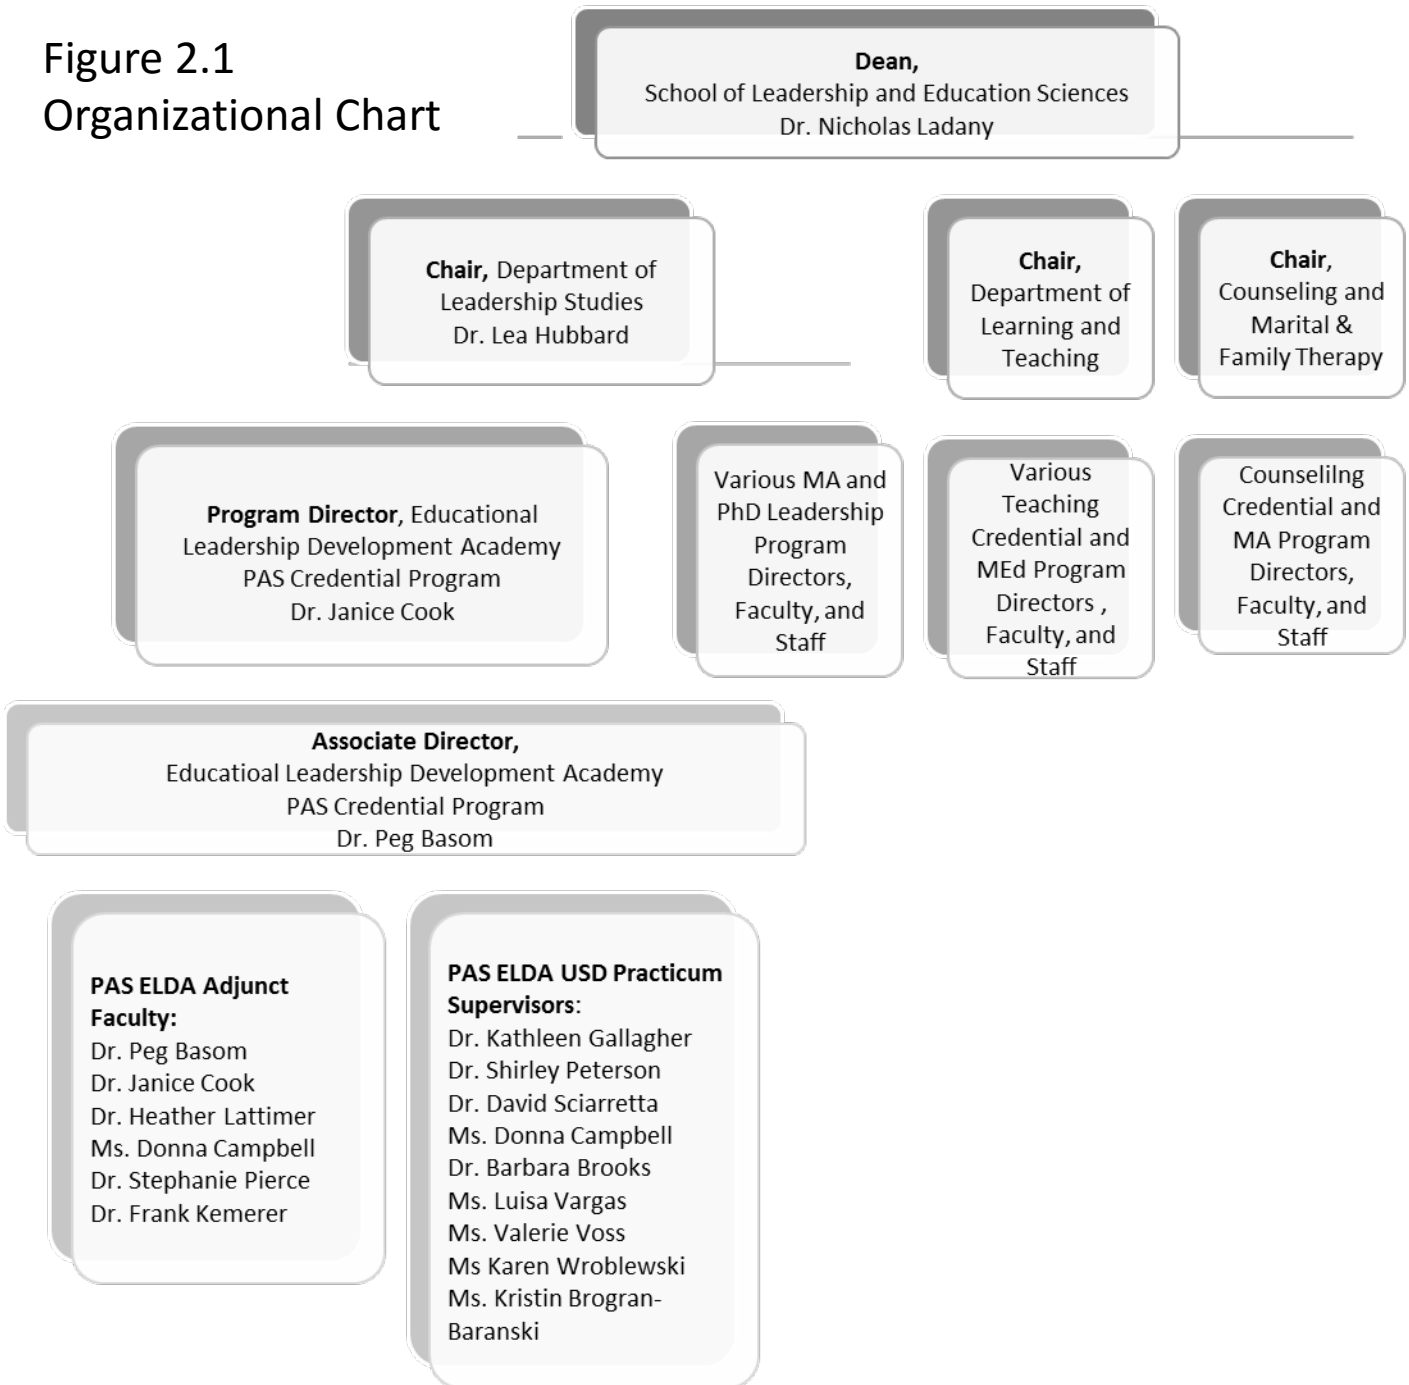 Figure 2.1
Organizational Chart
Dean,
School of Leadership and Education Sciences
Dr. Nicholas Ladany
Chair, Department of
Leadership Studies
Dr. Lea Hubbard
Chair,
Department of
Learning and
Teaching
Chair,
Counseling and
Marital &
Family Therapy
Program Director, Educational
Leadership Development Academy
PAS Credential Program
Dr. Janice Cook
Various MA and
PhD Leadership
Program
Directors,
Faculty, and
Staff
Various
Teaching
Credential and
MEd Program
Directors ,
Faculty, and
Staff
Counselilng
Credential and
MA Program
Directors,
Faculty, and
Staff
Associate Director,
Educatioal Leadership Development Academy
PAS Credential Program
Dr. Peg Basom
PAS ELDA Adjunct
Faculty:
Dr. Peg Basom
Dr. Janice Cook
Dr. Heather Lattimer
Ms. Donna Campbell
Dr. Stephanie Pierce
Dr. Frank Kemerer
PAS ELDA USD Practicum
Supervisors:
Dr. Kathleen Gallagher
Dr. Shirley Peterson
Dr. David Sciarretta
Ms. Donna Campbell
Dr. Barbara Brooks
Ms. Luisa Vargas
Ms. Valerie Voss
Ms Karen Wroblewski
Ms. Kristin Brogran-
Baranski